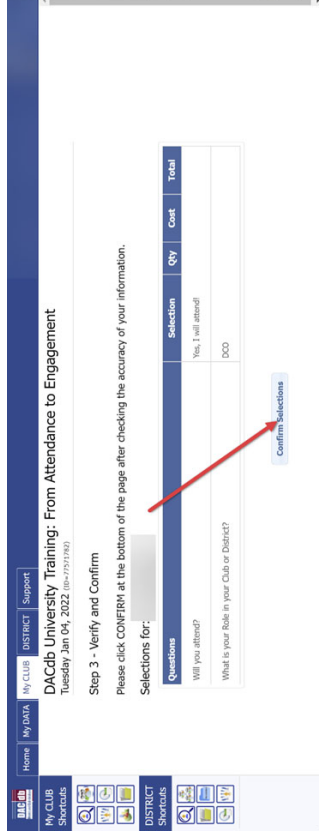 DACdb
Home My DATA My CLUB DISTRICT Support
My CLUB
Shortcuts
DISTRICT
Shortcuts
DACdb University Training: From Attendance to Engagement
Tuesday Jan 04, 2022 (ID=77571782)
Step 3 - Verify and Confirm
Please click CONFIRM at the bottom of the page after checking the accuracy of your information.
Selections for:
Questions Selection Qty Cost Total
Will you attend? Yes, I will attend!
What is your Role in your Club or District? DCO
Confirm Selections